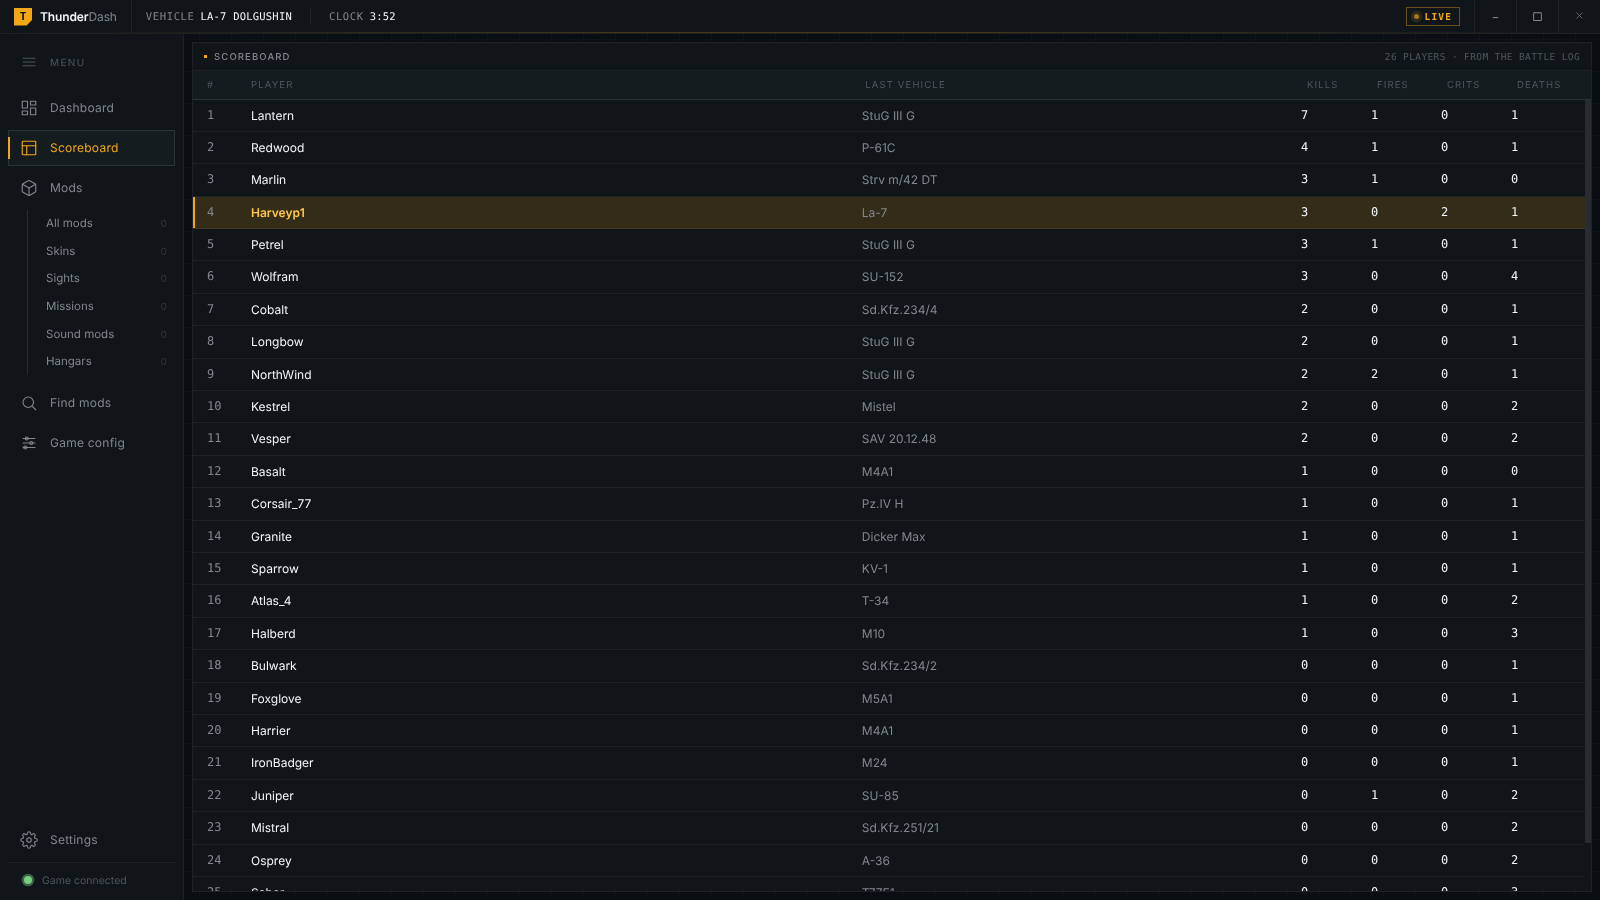 T ThunderDash VEHICLE LA-7 DOLGUSHIN CLOCK 3:52 LIVE
MENU
Dashboard
Scoreboard
Mods
All mods 0
Skins 0
Sights 0
Missions 0
Sound mods 0
Hangars 0
Find mods
Game config
Settings
Game connected
SCOREBOARD 26 PLAYERS · FROM THE BATTLE LOG
# PLAYER LAST VEHICLE KILLS FIRES CRITS DEATHS
1 Lantern StuG III G 7 1 0 1
2 Redwood P-61C 4 1 0 1
3 Marlin Strv m/42 DT 3 1 0 0
4 Harveyp1 La-7 3 0 2 1
5 Petrel StuG III G 3 1 0 1
6 Wolfram SU-152 3 0 0 4
7 Cobalt Sd.Kfz.234/4 2 0 0 1
8 Longbow StuG III G 2 0 0 1
9 NorthWind StuG III G 2 2 0 1
10 Kestrel Mistel 2 0 0 2
11 Vesper SAV 20.12.48 2 0 0 2
12 Basalt M4A1 1 0 0 0
13 Corsair_77 Pz.IV H 1 0 0 1
14 Granite Dicker Max 1 0 0 1
15 Sparrow KV-1 1 0 0 1
16 Atlas_4 T-34 1 0 0 2
17 Halberd M10 1 0 0 3
18 Bulwark Sd.Kfz.234/2 0 0 0 1
19 Foxglove M5A1 0 0 0 1
20 Harrier M4A1 0 0 0 1
21 IronBadger M24 0 0 0 1
22 Juniper SU-85 0 1 0 2
23 Mistral Sd.Kfz.251/21 0 0 0 2
24 Osprey A-36 0 0 0 2
25 0 0 0